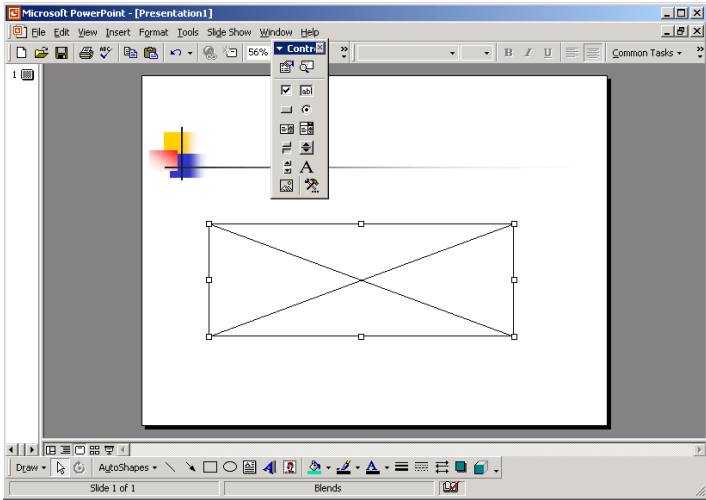 Microsoft PowerPoint - [Presentation1]
File Edit View Insert Format Tools Slide Show Window Help
56% B I U Common Tasks
Contr
1
ab
A
Draw AutoShapes A A
Slide 1 of 1 Blends